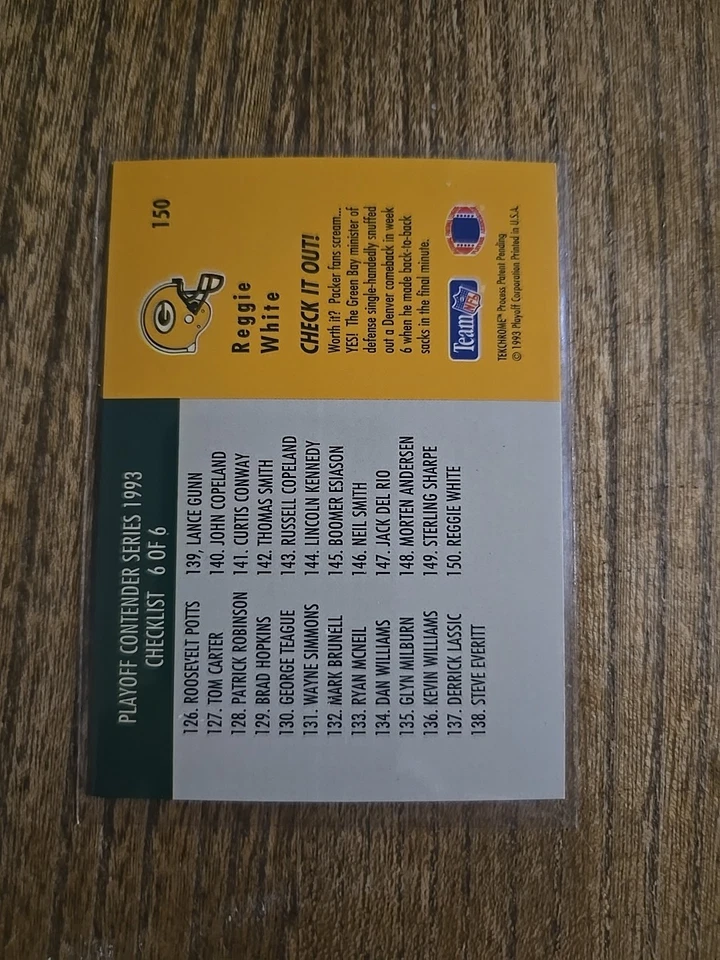 PLAYOFF CONTENDER SERIES 1993
CHECKLIST 6 OF 6
126. ROOSEVELT POTTS
127. TOM CARTER
128. PATRICK ROBINSON
129. BRAD HOPKINS
130. GEORGE TEAGUE
131. WAYNE SIMMONS
132. MARK BRUNELL
133. RYAN MCNEIL
134. DAN WILLIAMS
135. GLYN MILBURN
136. KEVIN WILLIAMS
137. DERRICK LASSIC
138. STEVE EVERITT
139, LANCE GUNN
140. JOHN COPELAND
141. CURTIS CONWAY
142. THOMAS SMITH
143. RUSSELL COPELAND
144. LINCOLN KENNEDY
145. BOOMER ESIASON
146. NEIL SMITH
147. JACK DEL RIO
148. MORTEN ANDERSEN
149. STERLING SHARPE
150. REGGIE WHITE
150
G
Reggie
White
CHECK IT OUT!
Worth it? Packer fans scream...
YES! The Green Bay minister of
defense single-handedly snuffed
out a Denver comeback in week
6 when he made back-to-back
sacks in the final minute.
Team NFL
TEKCHROME™ Process Patent Pending
© 1993 Playoff Corporation Printed in U.S.A.